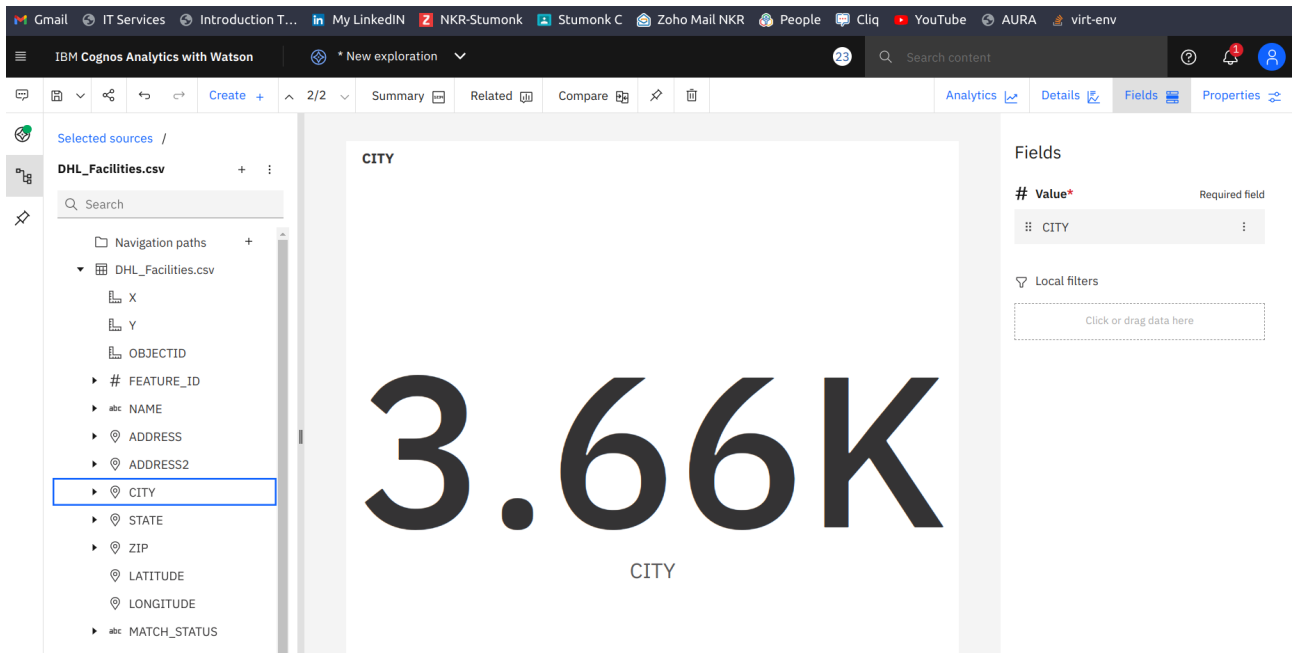 Gmail IT Services Introduction T... My LinkedIN NKR-Stumonk Stumonk C Zoho Mail NKR People Cliq YouTube AURA virt-env
IBM Cognos Analytics with Watson * New exploration 23 Search content 1
Create + 2/2 Summary Related Compare Analytics Details Fields Properties
Selected sources /
DHL_Facilities.csv
Search
Navigation paths
DHL_Facilities.csv
X
Y
OBJECTID
# FEATURE_ID
abc NAME
ADDRESS
ADDRESS2
CITY
STATE
ZIP
LATITUDE
LONGITUDE
abc MATCH_STATUS
CITY
3.66K
CITY
Fields
# Value* Required field
CITY
Local filters
Click or drag data here